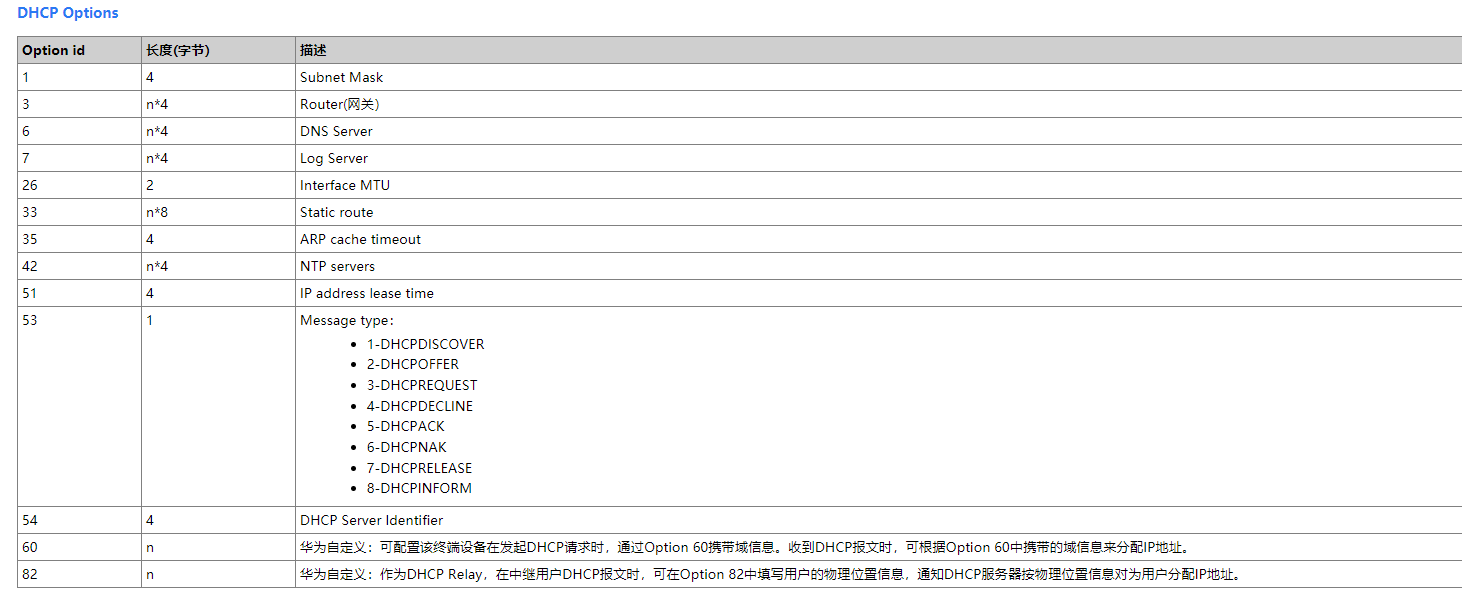 DHCP Options
Option id 长度(字节) 描述
1 4 Subnet Mask
3 n*4 Router(网关)
6 n*4 DNS Server
7 n*4 Log Server
26 2 Interface MTU
33 n*8 Static route
35 4 ARP cache timeout
42 n*4 NTP servers
51 4 IP address lease time
53 1 Message type：
• 1-DHCPDISCOVER
• 2-DHCPOFFER
• 3-DHCPREQUEST
• 4-DHCPDECLINE
• 5-DHCPACK
• 6-DHCPNAK
• 7-DHCPRELEASE
• 8-DHCPINFORM
54 4 DHCP Server Identifier
60 n 华为自定义：可配置该终端设备在发起DHCP请求时，通过Option 60携带域信息。收到DHCP报文时，可根据Option 60中携带的域信息来分配IP地址。
82 n 华为自定义：作为DHCP Relay，在中继用户DHCP报文时，可在Option 82中填写用户的物理位置信息，通知DHCP服务器按物理位置信息对为用户分配IP地址。